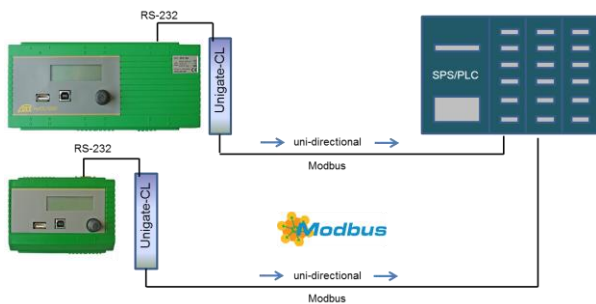 RS-232
Unigate-CL
SPS/PLC
uni-directional
Modbus
RS-232
Unigate-CL
Modbus
uni-directional
Modbus